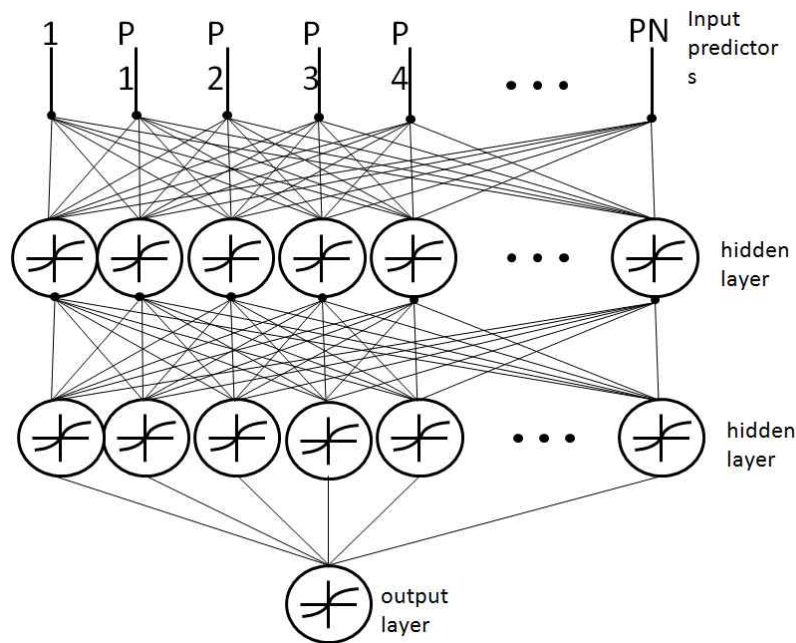 1 P P P P PN Input
1 2 3 4 predictor
s
hidden
layer
hidden
layer
output
layer